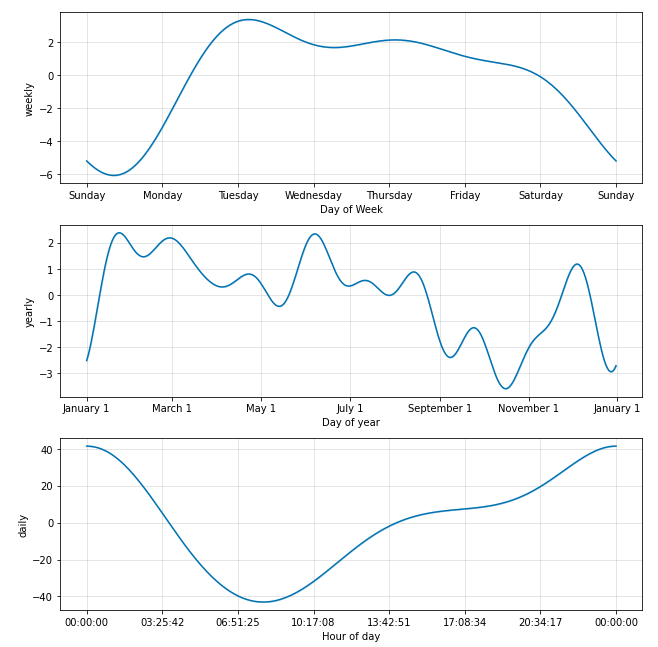 weekly
2
0
−2
−4
−6
Sunday Monday Tuesday Wednesday Thursday Friday Saturday Sunday
Day of Week
yearly
2
1
0
−1
−2
−3
January 1 March 1 May 1 July 1 September 1 November 1 January 1
Day of year
daily
40
20
0
−20
−40
00:00:00 03:25:42 06:51:25 10:17:08 13:42:51 17:08:34 20:34:17 00:00:00
Hour of day